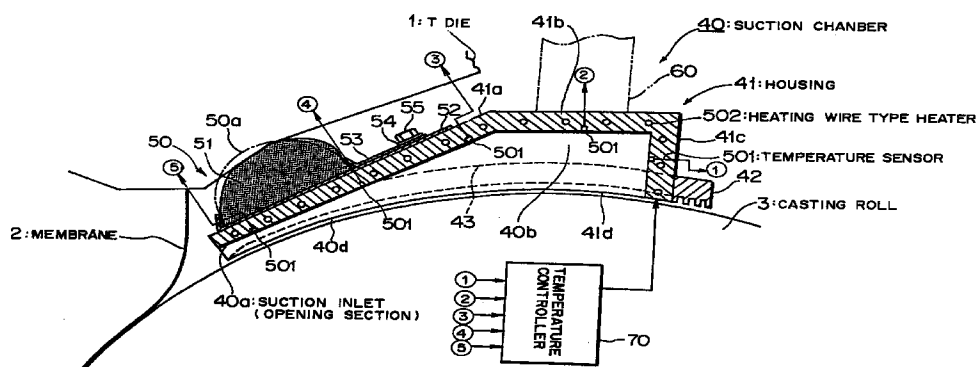 1: T DIE
41b
40: SUCTION CHANBER
60
③
②
41a
41: HOUSING
④
55
52
54
50a
53
502: HEATING WIRE TYPE HEATER
51
50
501
501
41c
⑤
501: TEMPERATURE SENSOR
①
42
43
501
2: MEMBRANE
501
40d
40b
41d
3: CASTING ROLL
40a: SUCTION INLET
(OPENING SECTION)
①
②
③
④
⑤
TEMPERATURE
CONTROLLER
70